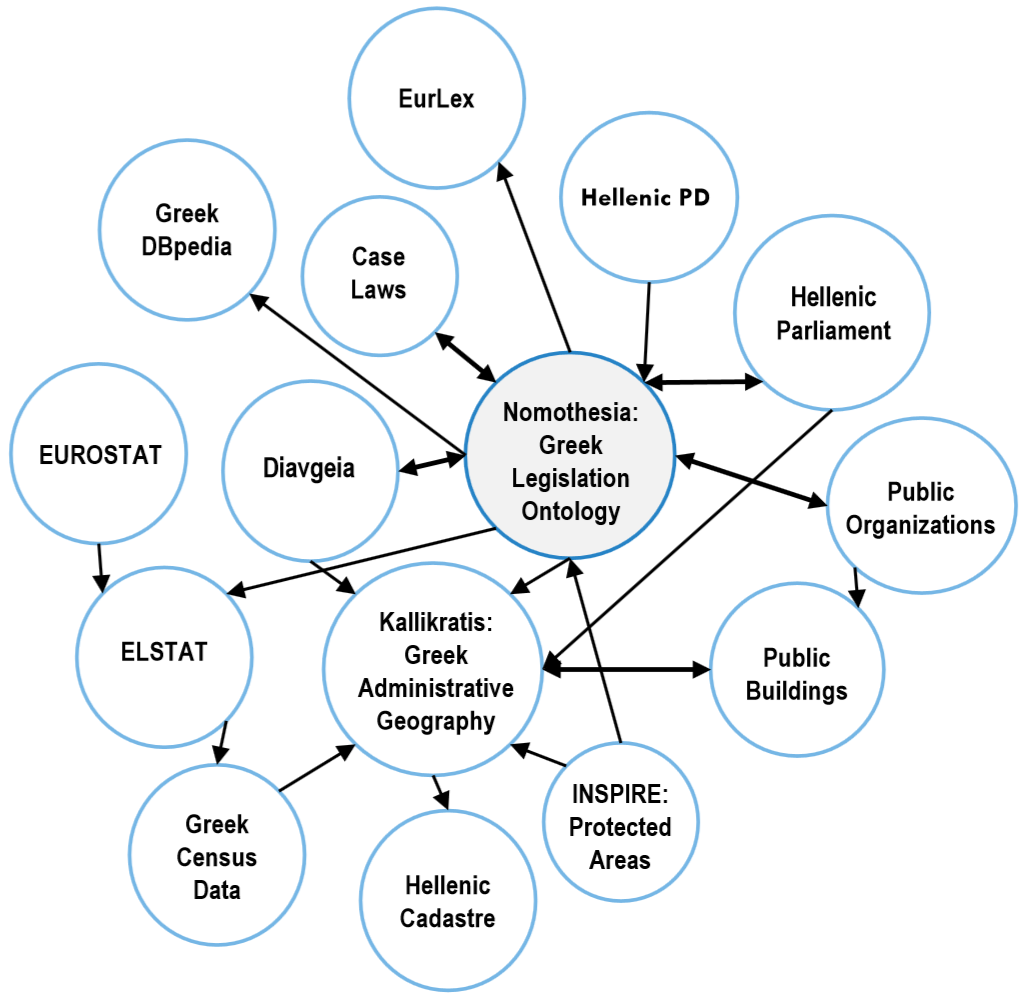 EurLex
Hellenic PD
Greek
DBpedia
Case
Laws
Hellenic
Parliament
Nomothesia:
Greek
Legislation
Ontology
EUROSTAT
Diavgeia
Public
Organizations
ELSTAT
Kallikratis:
Greek
Administrative
Geography
Public
Buildings
INSPIRE:
Protected
Areas
Greek
Census
Data
Hellenic
Cadastre